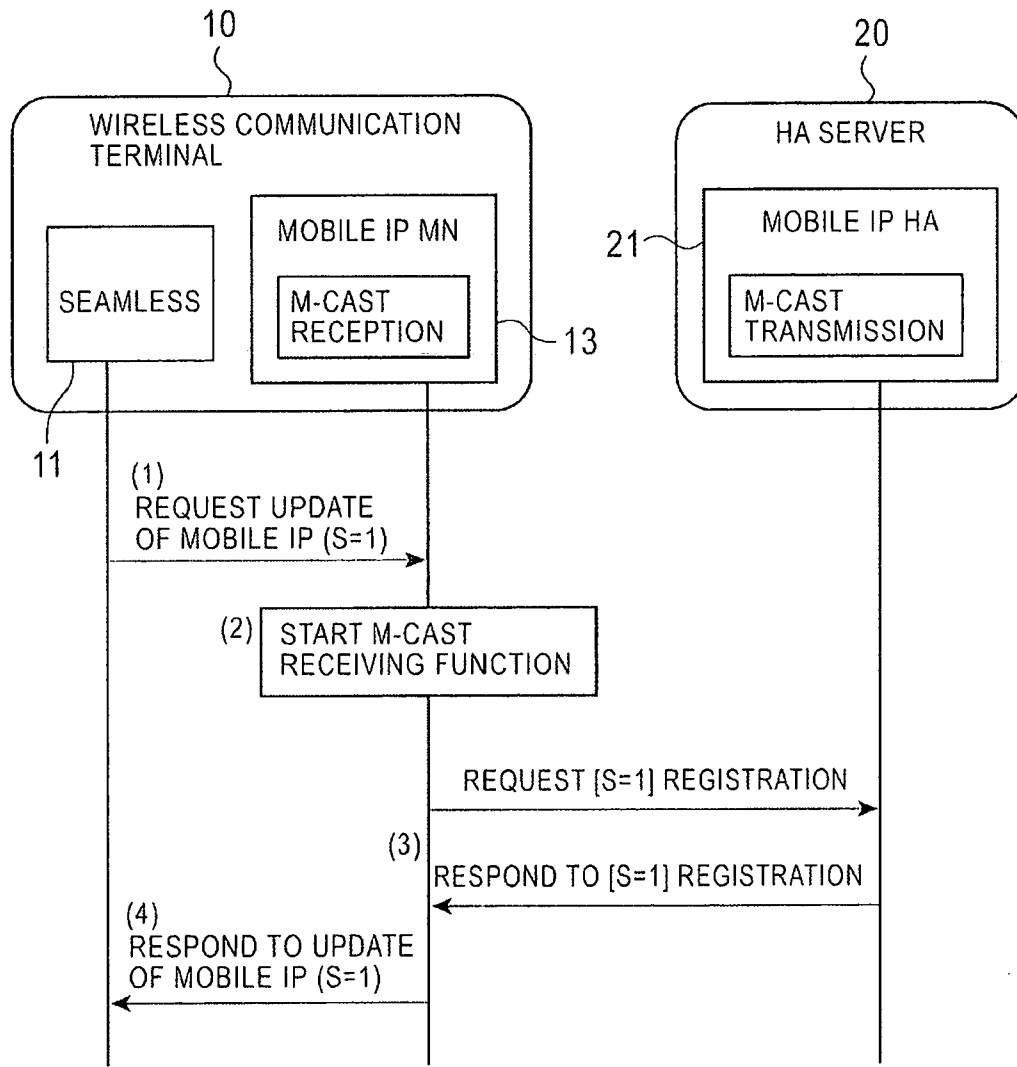 10
20
WIRELESS COMMUNICATION
TERMINAL
HA SERVER
MOBILE IP MN
MOBILE IP HA
21
SEAMLESS
M-CAST
RECEPTION
M-CAST
TRANSMISSION
13
11
(1)
REQUEST UPDATE
OF MOBILE IP (S=1)
(2)
START M-CAST
RECEIVING FUNCTION
REQUEST [S=1] REGISTRATION
(3)
RESPOND TO [S=1] REGISTRATION
(4)
RESPOND TO UPDATE
OF MOBILE IP (S=1)